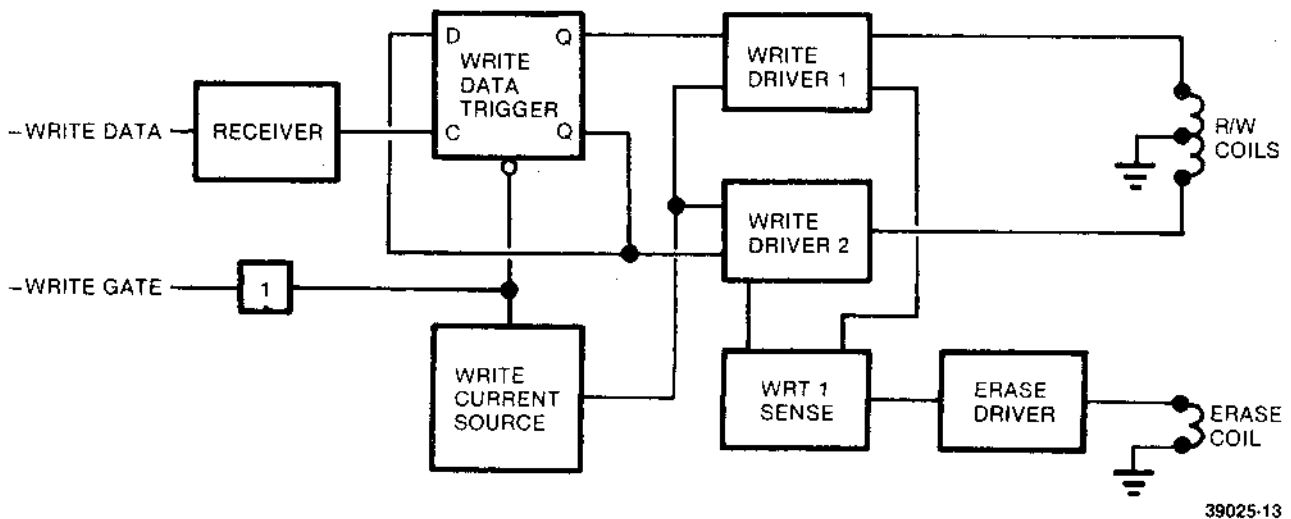 D Q
WRITE
DATA
TRIGGER
C Q
WRITE
DRIVER 1
–WRITE DATA
RECEIVER
R/W
COILS
WRITE
DRIVER 2
–WRITE GATE
1
WRITE
CURRENT
SOURCE
WRT 1
SENSE
ERASE
DRIVER
ERASE
COIL
39025-13